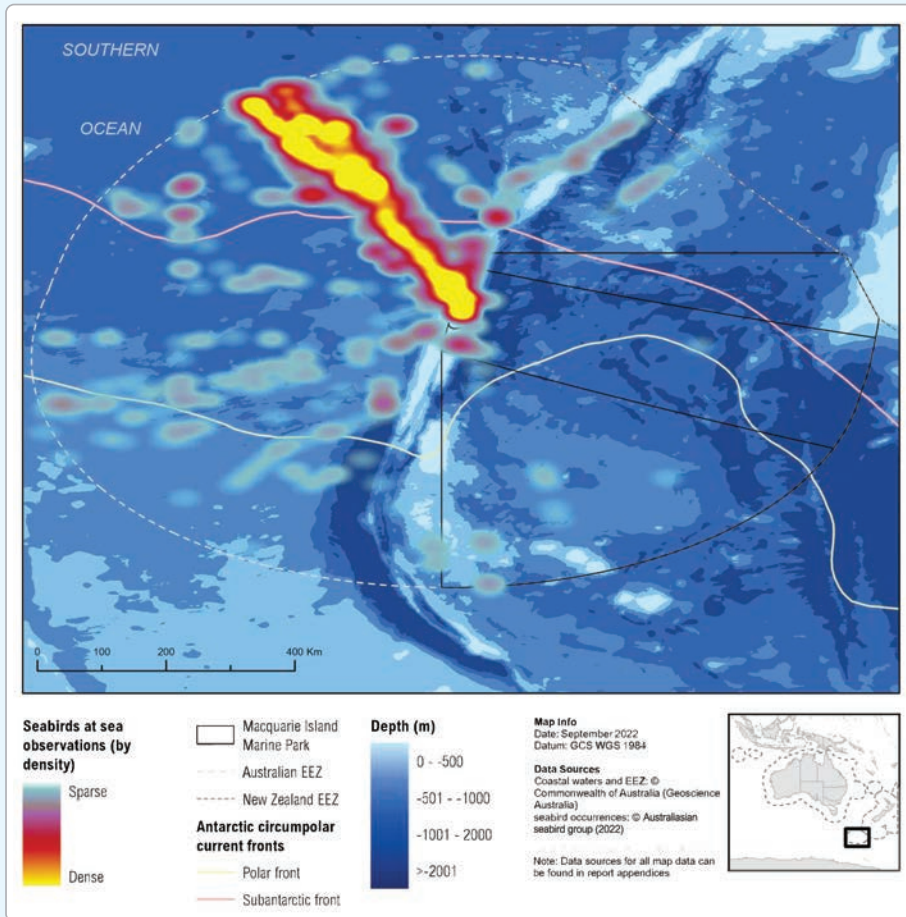 SOUTHERN
OCEAN
0 100 200 400 Km
Seabirds at sea
observations (by
density)
Sparse
Dense
Macquarie Island
Marine Park
Australian EEZ
New Zealand EEZ
Antarctic circumpolar
current fronts
Polar front
Subantarctic front
Depth (m)
0 - -500
-501 - -1000
-1001 - -2000
>-2001
Map Info
Date: September 2022
Datum: GCS WGS 1984
Data Sources
Coastal waters and EEZ: ©
Commonwealth of Australia (Geoscience
Australia)
seabird occurrences: © Australasian
seabird group (2022)
Note: Data sources for all map data can
be found in report appendices